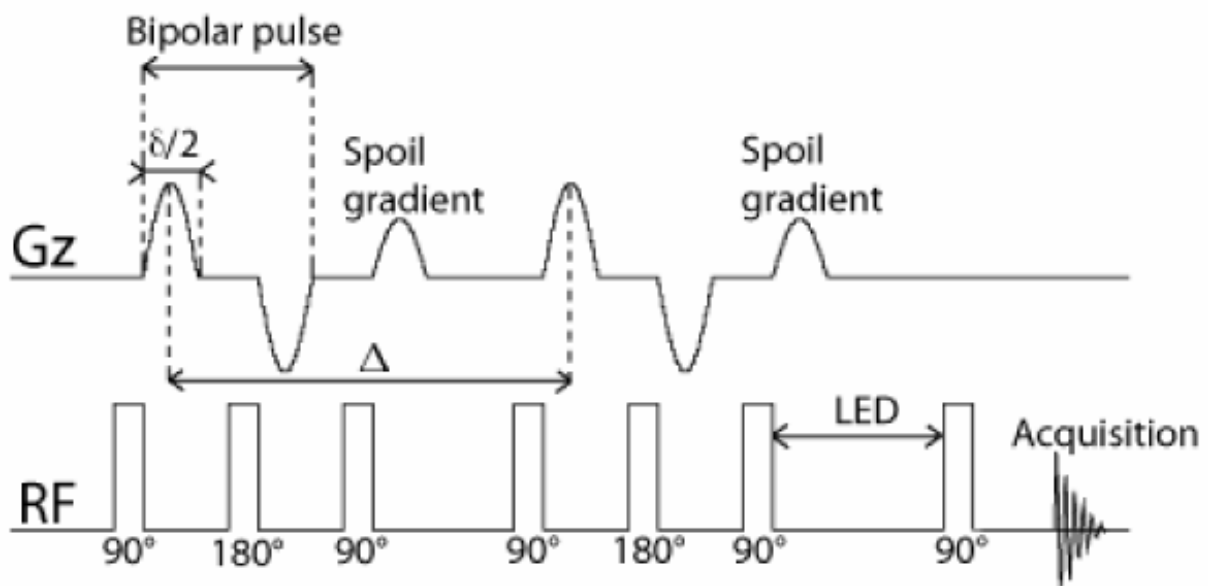 Bipolar pulse
δ/2
Spoil
gradient
Spoil
gradient
Gz
Δ
LED
Acquisition
RF
90° 180° 90° 90° 180° 90° 90°